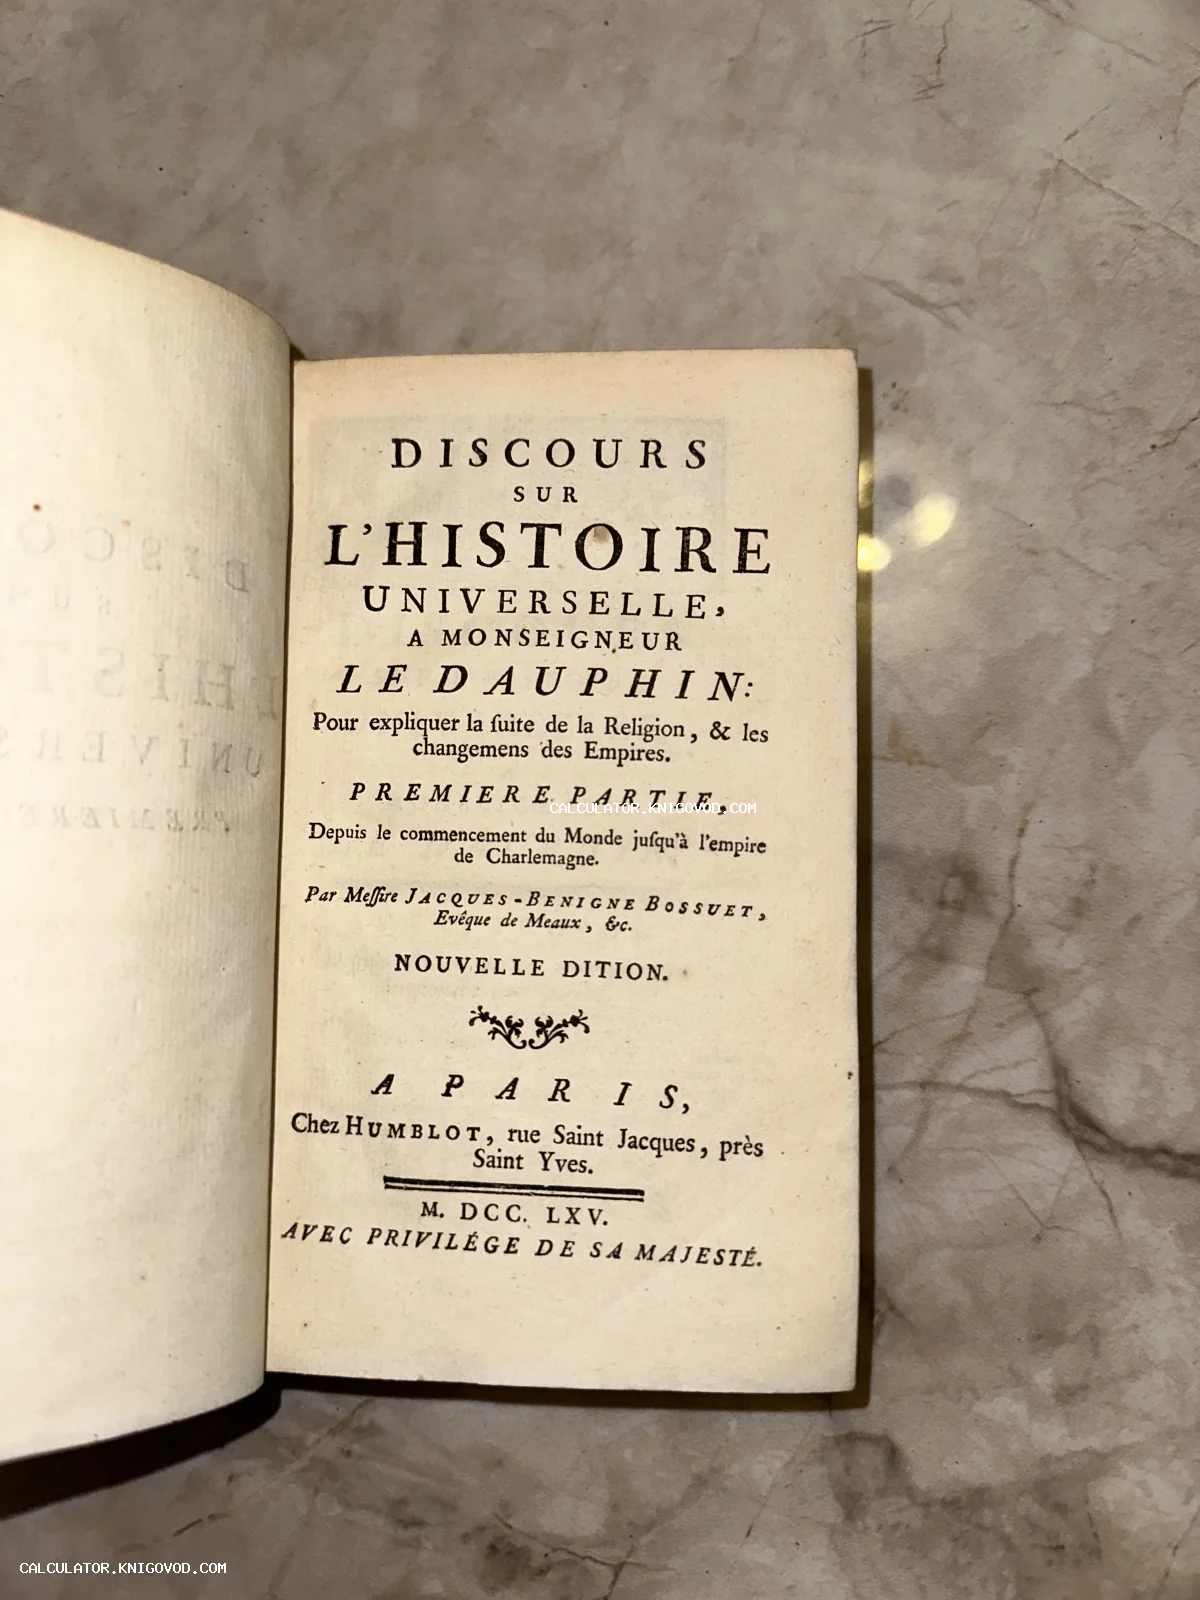 DISCOURS
SUR
L'HISTOIRE
UNIVERSELLE,
A MONSEIGNEUR
LE DAUPHIN:
Pour expliquer la ſuite de la Religion, & les
changemens des Empires.
PREMIERE PARTIE,
CALCULATOR.KNIGOVOD.COM
Depuis le commencement du Monde juſqu'à l'empire
de Charlemagne.
Par Meſſire JACQUES-BENIGNE BOSSUET,
Evêque de Meaux, &c.
NOUVELLE DITION.
A PARIS,
Chez HUMBLOT, rue Saint Jacques, près
Saint Yves.
M. DCC. LXV.
AVEC PRIVILÉGE DE SA MAJESTÉ.
CALCULATOR.KNIGOVOD.COM